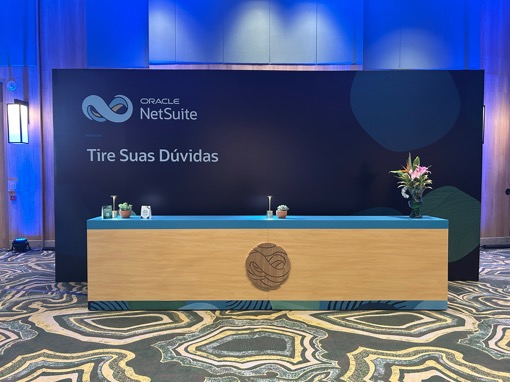 ORACLE
NetSuite
Tire Suas Dúvidas